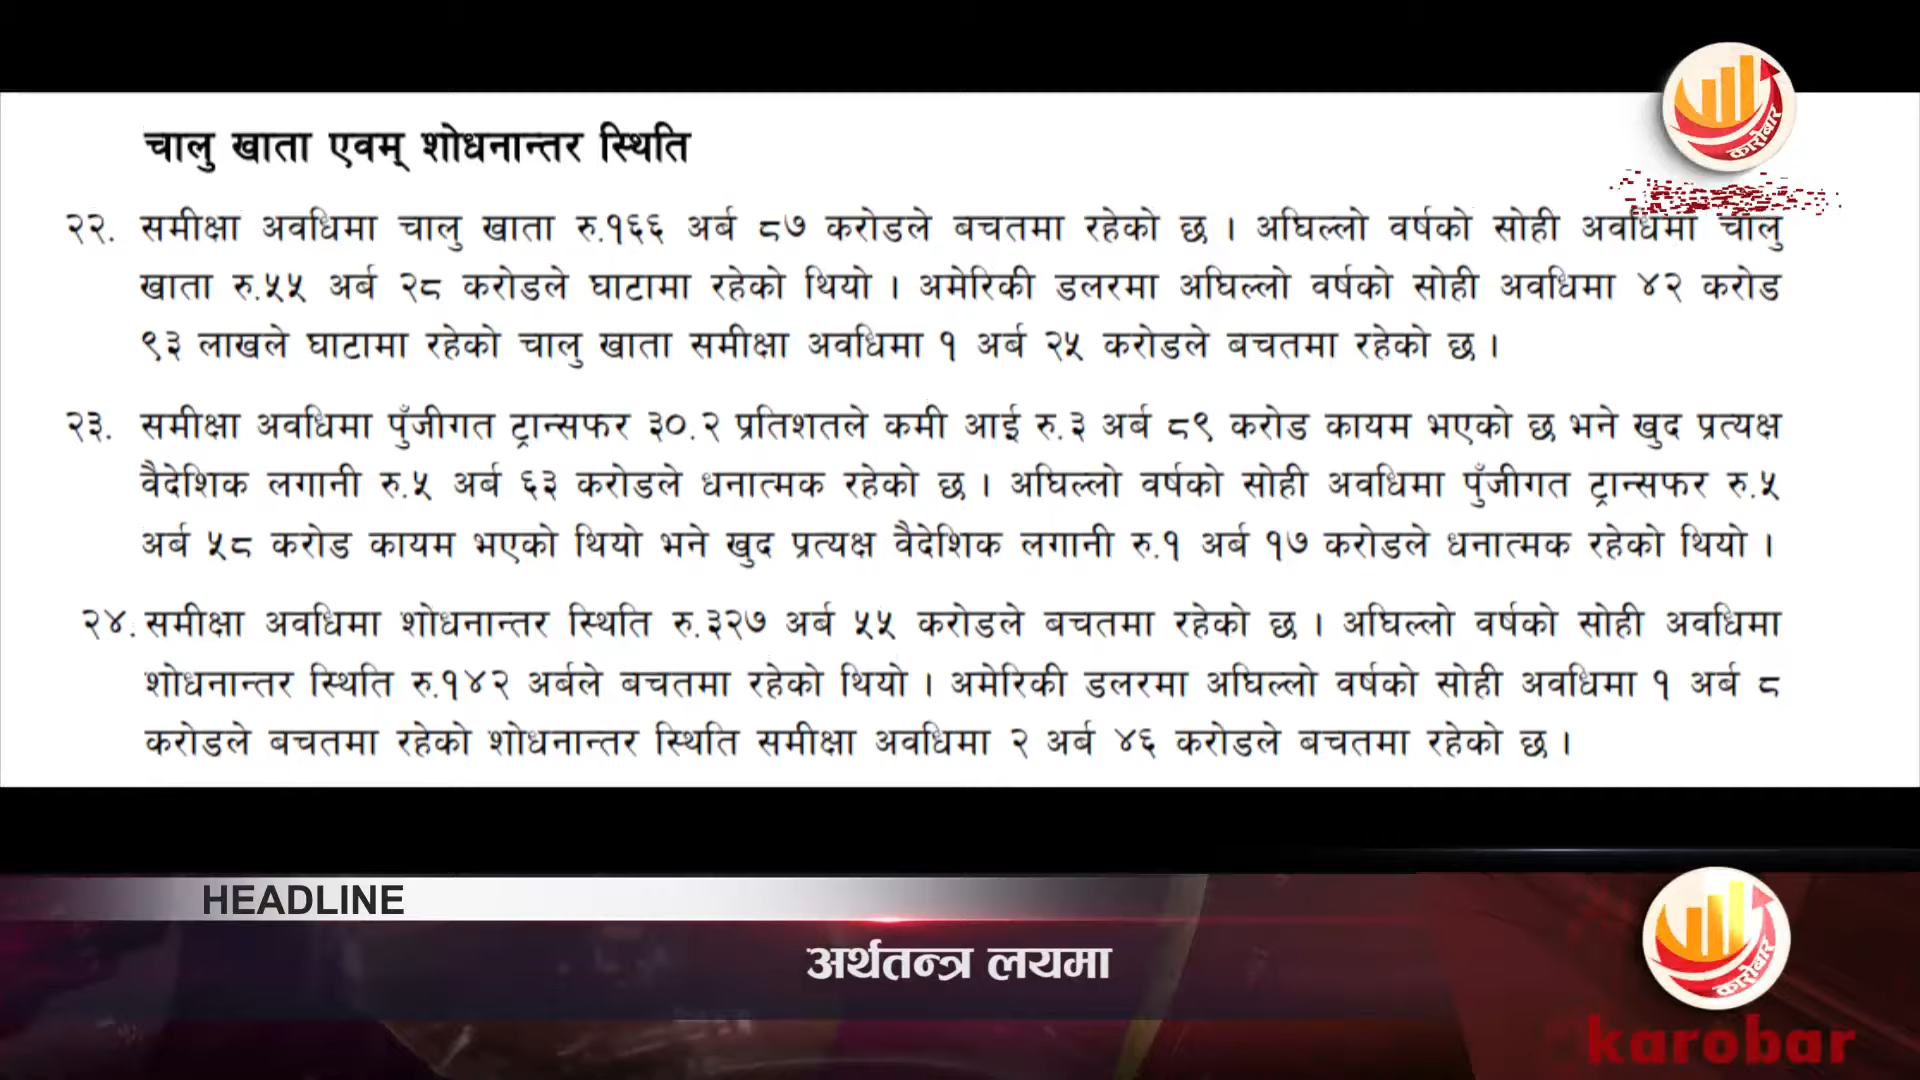 चालु खाता एवम् शोधनान्तर स्थिति
२२. समीक्षा अवधिमा चालु खाता रु.१६६ अर्ब ८७ करोडले बचतमा रहेको छ । अघिल्लो वर्षको सोही अवधिमा चालु
खाता रु.५५ अर्ब २८ करोडले घाटामा रहेको थियो । अमेरिकी डलरमा अघिल्लो वर्षको सोही अवधिमा ४२ करोड
९३ लाखले घाटामा रहेको चालु खाता समीक्षा अवधिमा १ अर्ब २५ करोडले बचतमा रहेको छ ।
२३. समीक्षा अवधिमा पुँजीगत ट्रान्सफर ३०.२ प्रतिशतले कमी आई रु.३ अर्ब ८९ करोड कायम भएको छ भने खुद प्रत्यक्ष
वैदेशिक लगानी रु.५ अर्ब ६३ करोडले धनात्मक रहेको छ । अघिल्लो वर्षको सोही अवधिमा पुँजीगत ट्रान्सफर रु.५
अर्ब ५८ करोड कायम भएको थियो भने खुद प्रत्यक्ष वैदेशिक लगानी रु.१ अर्ब १७ करोडले धनात्मक रहेको थियो ।
२४. समीक्षा अवधिमा शोधनान्तर स्थिति रु.३२७ अर्ब ५५ करोडले बचतमा रहेको छ । अघिल्लो वर्षको सोही अवधिमा
शोधनान्तर स्थिति रु.१४२ अर्बले बचतमा रहेको थियो । अमेरिकी डलरमा अघिल्लो वर्षको सोही अवधिमा १ अर्ब ८
करोडले बचतमा रहेको शोधनान्तर स्थिति समीक्षा अवधिमा २ अर्ब ४६ करोडले बचतमा रहेको छ ।
कारोबार
HEADLINE
अर्थतन्त्र लयमा
कारोबार
karobar